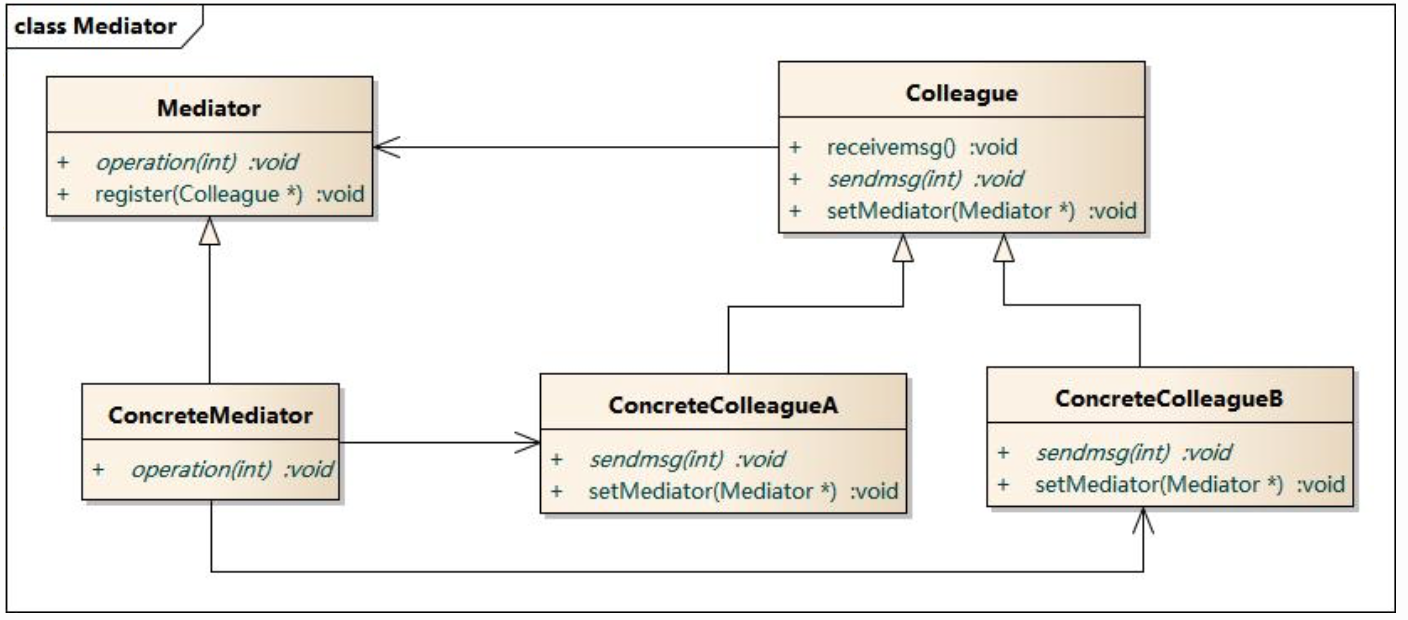 class Mediator
Mediator
+ operation(int) :void
+ register(Colleague *) :void
Colleague
+ receivemsg() :void
+ sendmsg(int) :void
+ setMediator(Mediator *) :void
ConcreteMediator
+ operation(int) :void
ConcreteColleagueA
+ sendmsg(int) :void
+ setMediator(Mediator *) :void
ConcreteColleagueB
+ sendmsg(int) :void
+ setMediator(Mediator *) :void